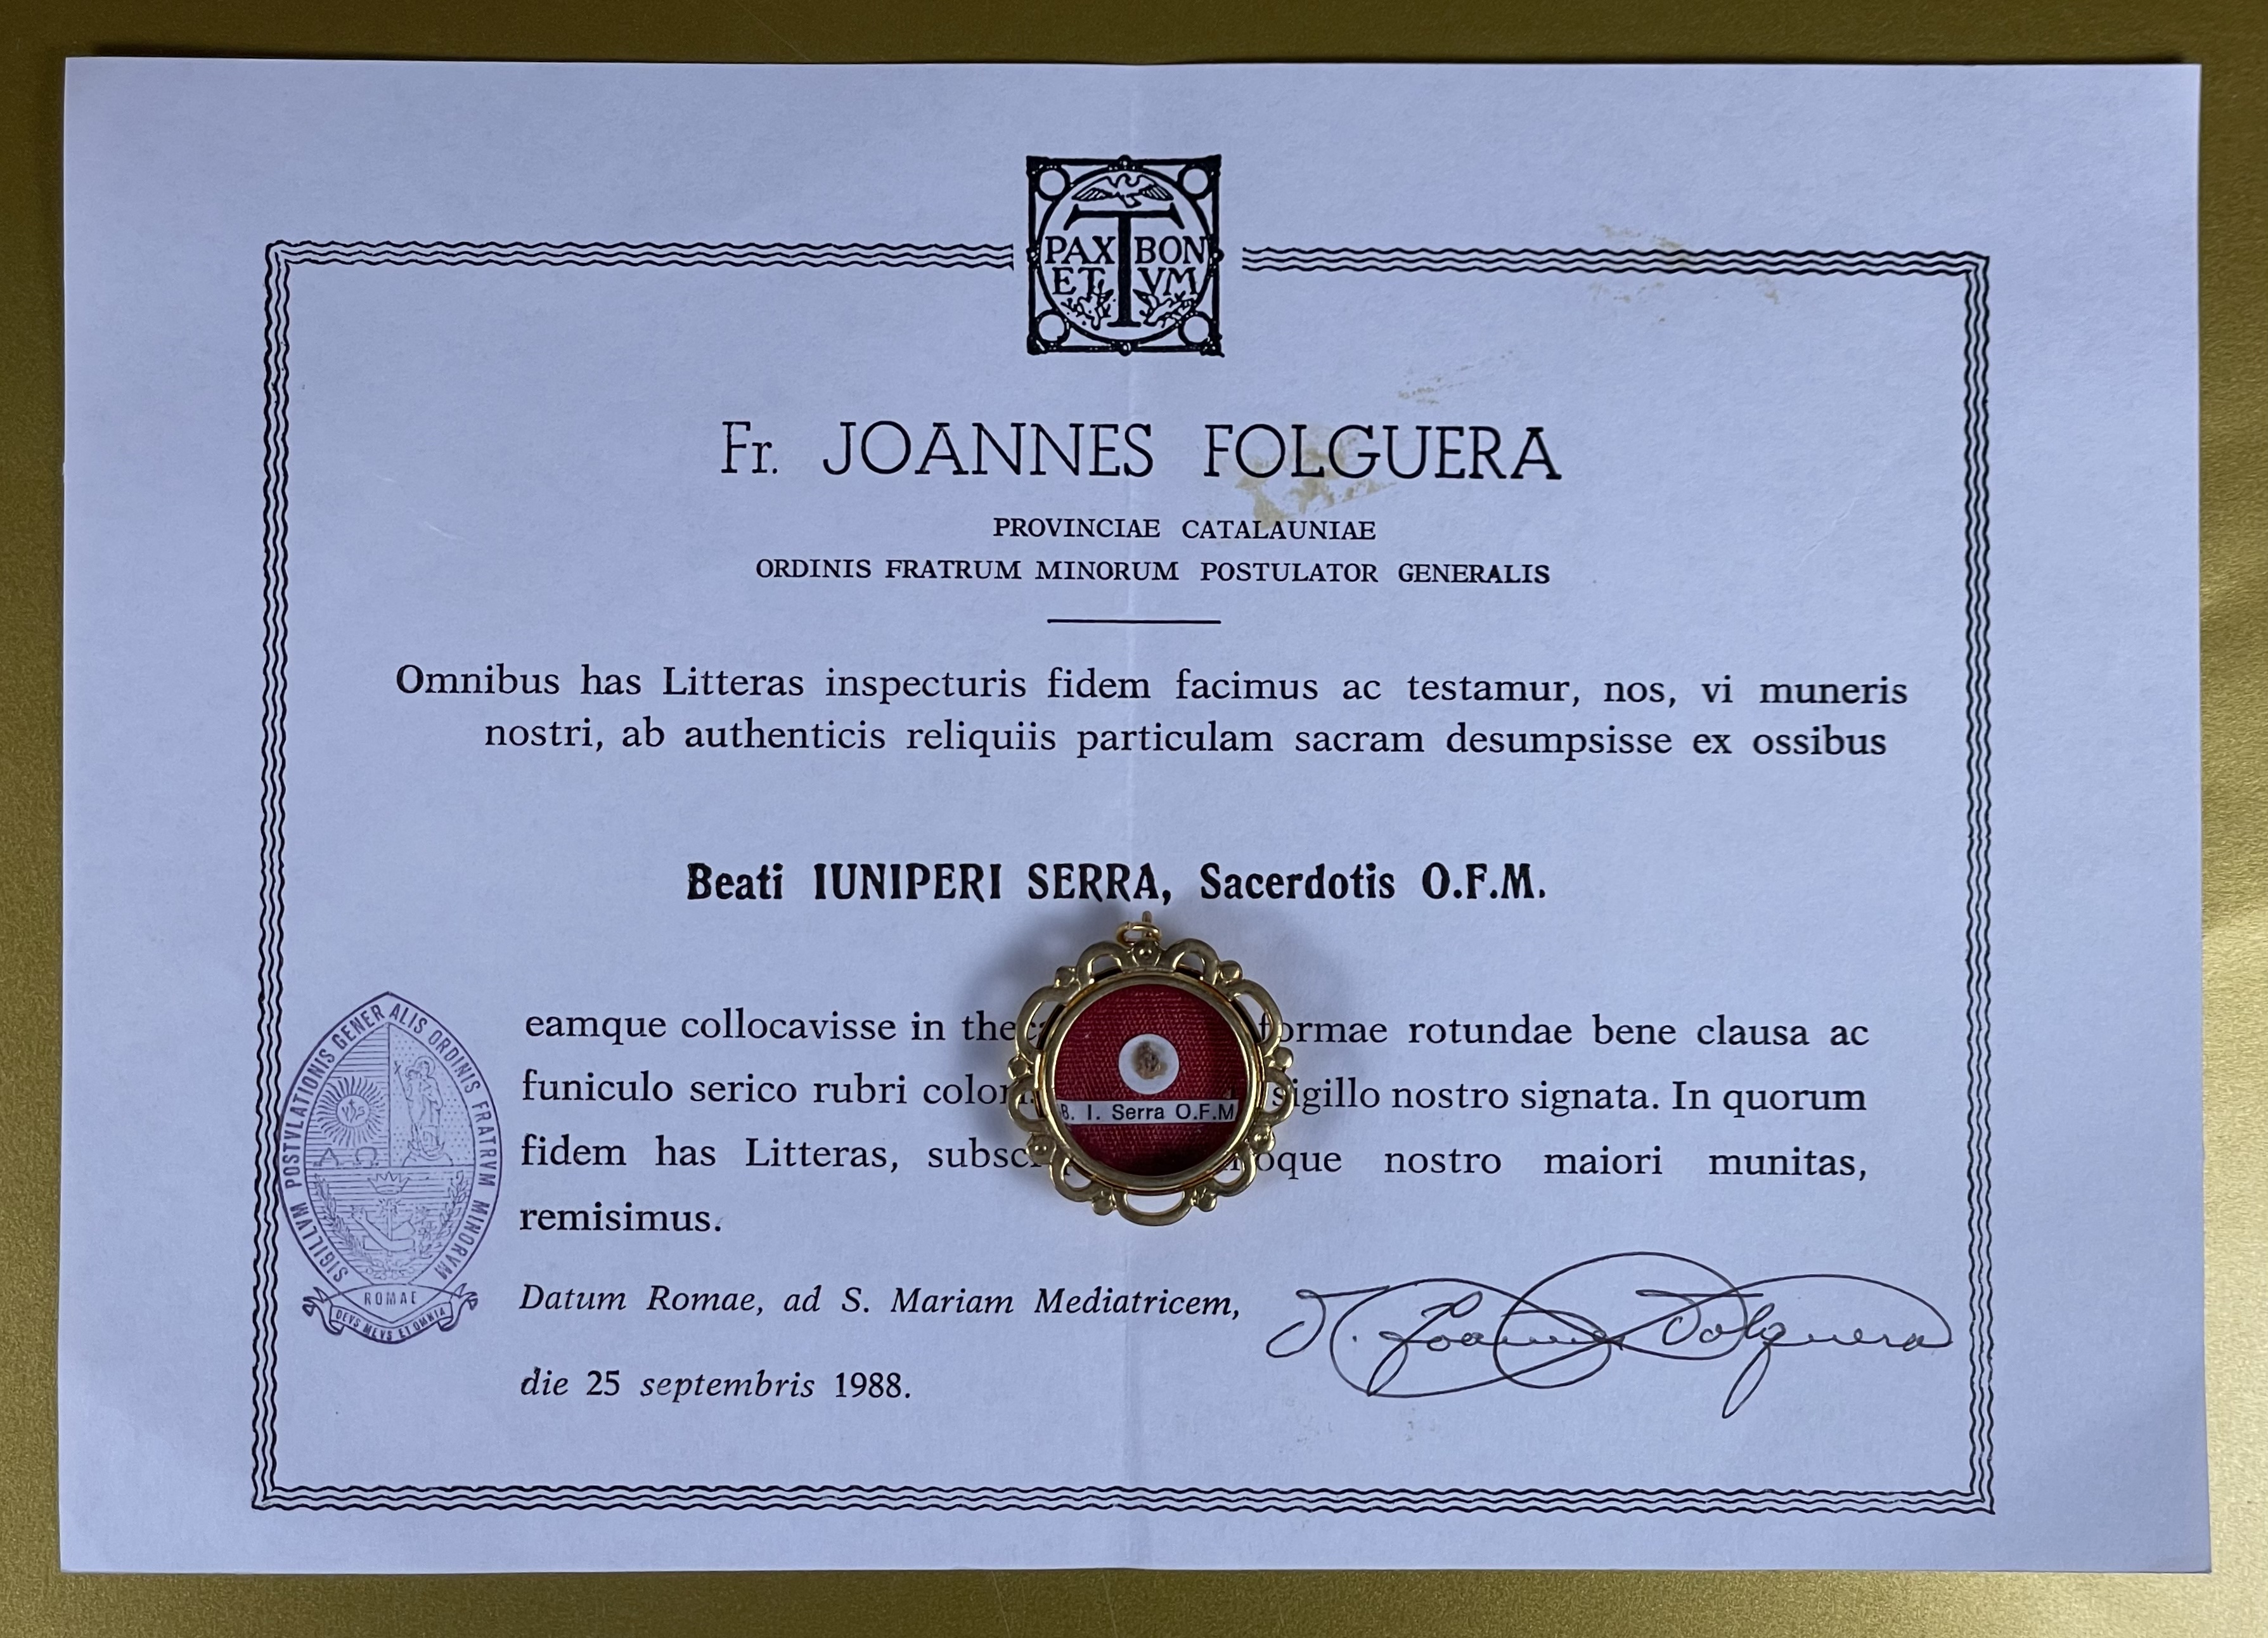 PAX BON
ET VM
T
Fr. JOANNES FOLGUERA
PROVINCIAE CATALAUNIAE
ORDINIS FRATRUM MINORUM POSTULATOR GENERALIS
Omnibus has Litteras inspecturis fidem facimus ac testamur, nos, vi muneris
nostri, ab authenticis reliquiis particulam sacram desumpsisse ex ossibus
Beati IUNIPERI SERRA, Sacerdotis O.F.M.
eamque collocavisse in formae rotundae bene clausa ac
funiculo serico rubri sigillo nostro signata. In quorum
fidem has Litteras, nostro maiori munitas,
remisimus.
B. I. Serra O.F.M
SIGILLVM POSTVLATIONIS GENERALIS ORDINIS FRATRVM MINORVM
A Ω
ROMAE
DEVS MEVS ET OMNIA
Datum Romae, ad S. Mariam Mediatricem,
die 25 septembris 1988.
Joannes Folguera